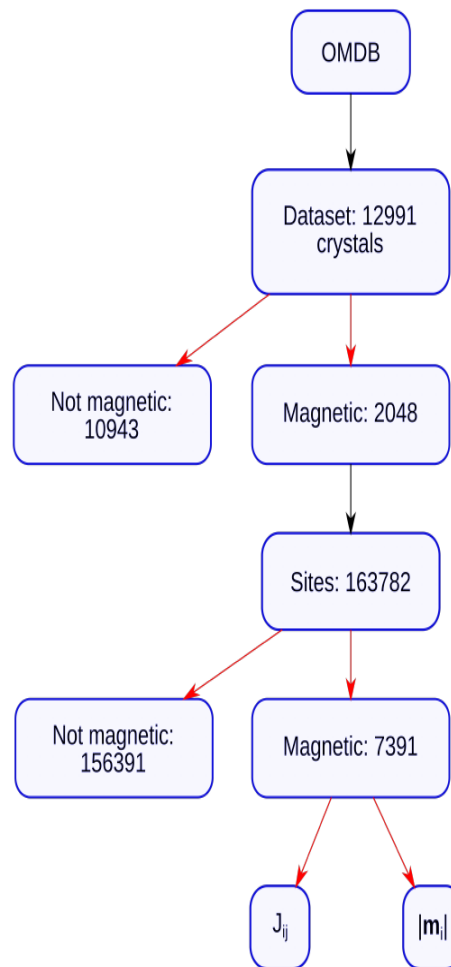 OMDB
Dataset: 12991
crystals
Not magnetic:
10943
Magnetic: 2048
Sites: 163782
Not magnetic:
156391
Magnetic: 7391
Jij
|mi|